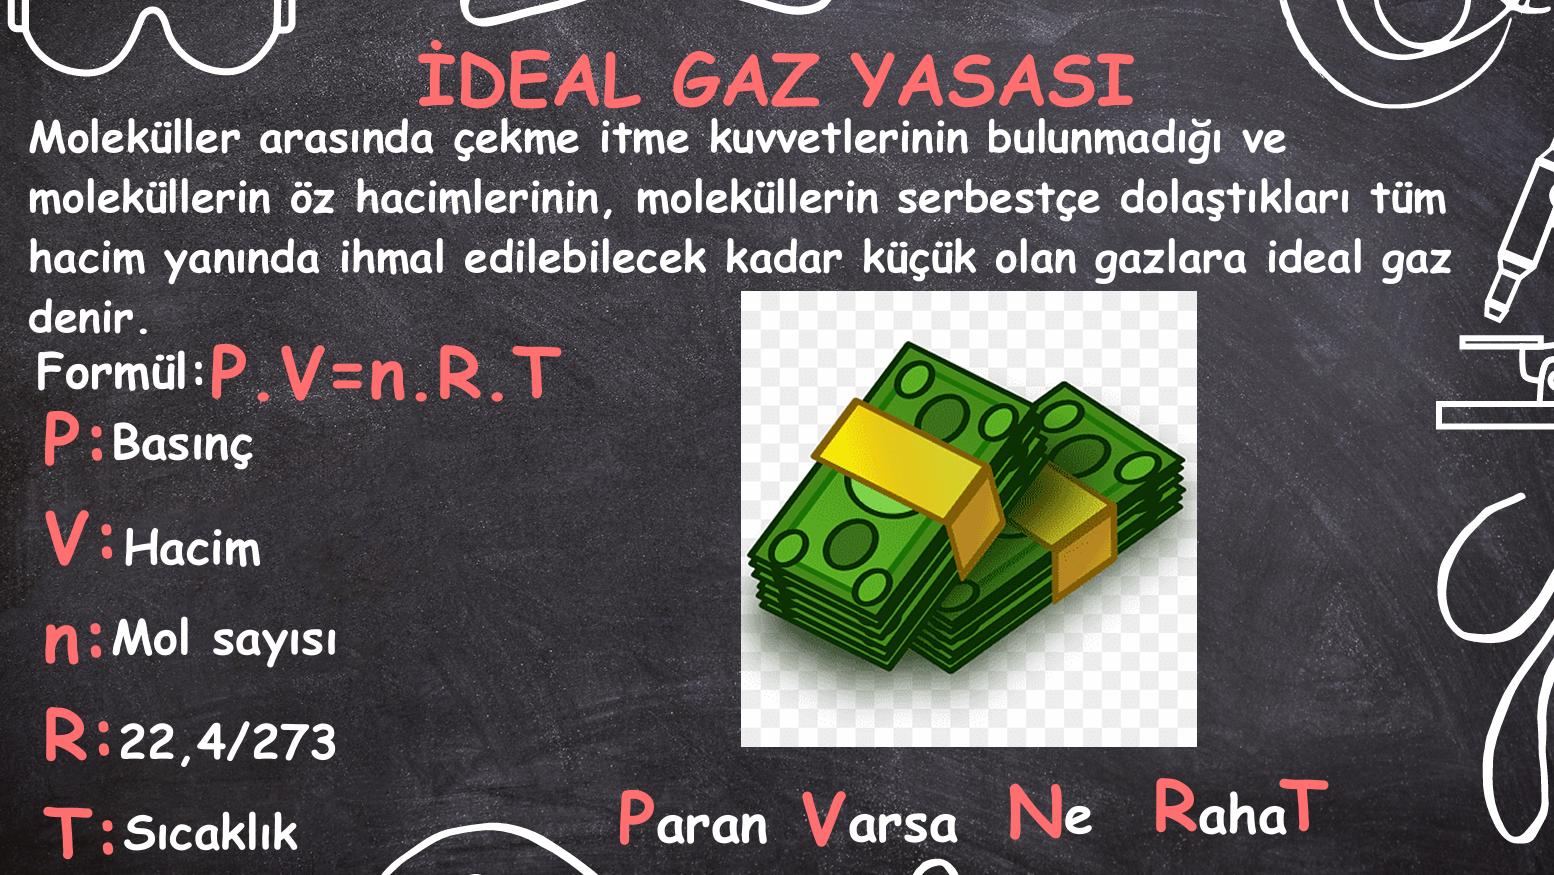 İDEAL GAZ YASASI
Moleküller arasında çekme itme kuvvetlerinin bulunmadığı ve
moleküllerin öz hacimlerinin, moleküllerin serbestçe dolaştıkları tüm
hacim yanında ihmal edilebilecek kadar küçük olan gazlara ideal gaz
denir.
Formül:P.V=n.R.T
P:Basınç
V:Hacim
n:Mol sayısı
R:22,4/273
T:Sıcaklık
Paran Varsa Ne RahaT